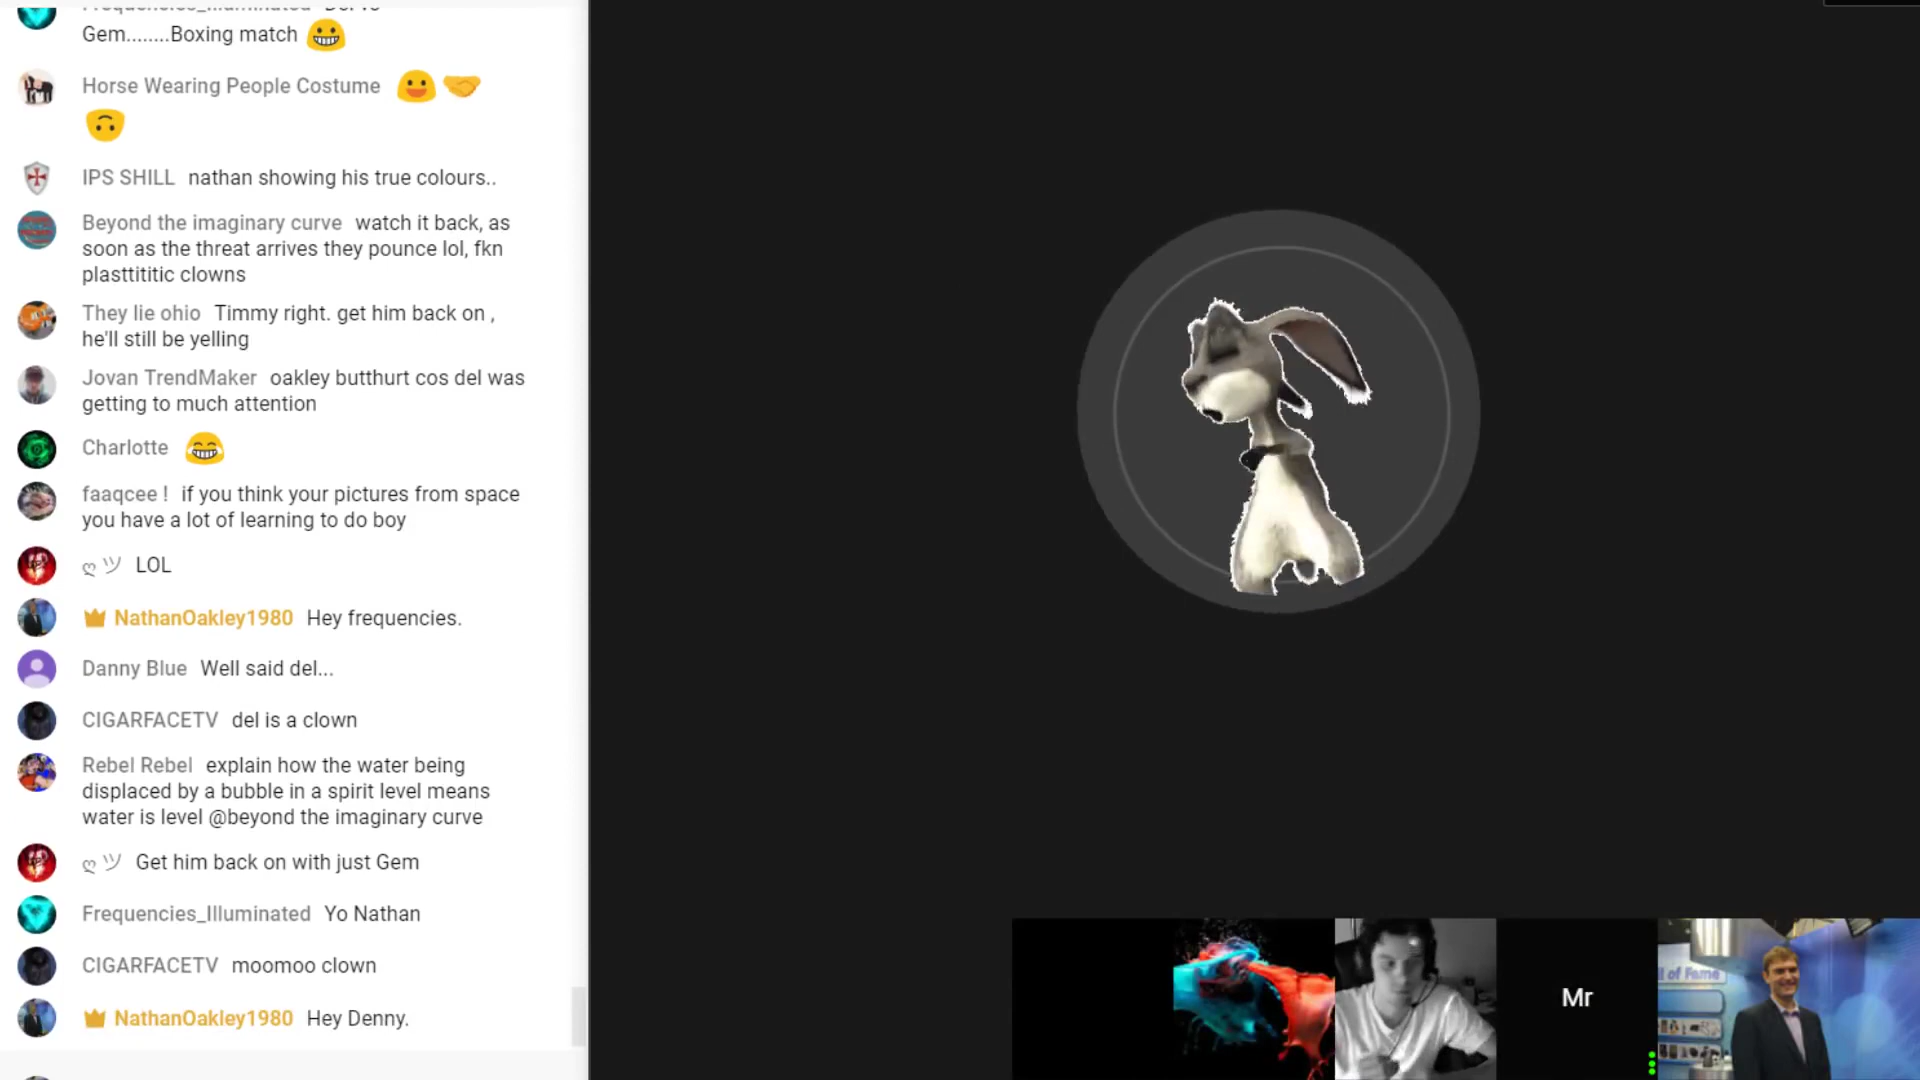 Gem........Boxing match
Horse Wearing People Costume
IPS SHILL nathan showing his true colours..
Beyond the imaginary curve watch it back, as
soon as the threat arrives they pounce lol, fkn
plasttititic clowns
They lie ohio Timmy right. get him back on ,
he'll still be yelling
Jovan TrendMaker oakley butthurt cos del was
getting to much attention
Charlotte
faaqcee ! if you think your pictures from space
you have a lot of learning to do boy
ღ ツ LOL
NathanOakley1980 Hey frequencies.
Danny Blue Well said del...
CIGARFACETV del is a clown
Rebel Rebel explain how the water being
displaced by a bubble in a spirit level means
water is level @beyond the imaginary curve
ღ ツ Get him back on with just Gem
Frequencies_Illuminated Yo Nathan
CIGARFACETV moomoo clown
NathanOakley1980 Hey Denny.
Mr
of Fame